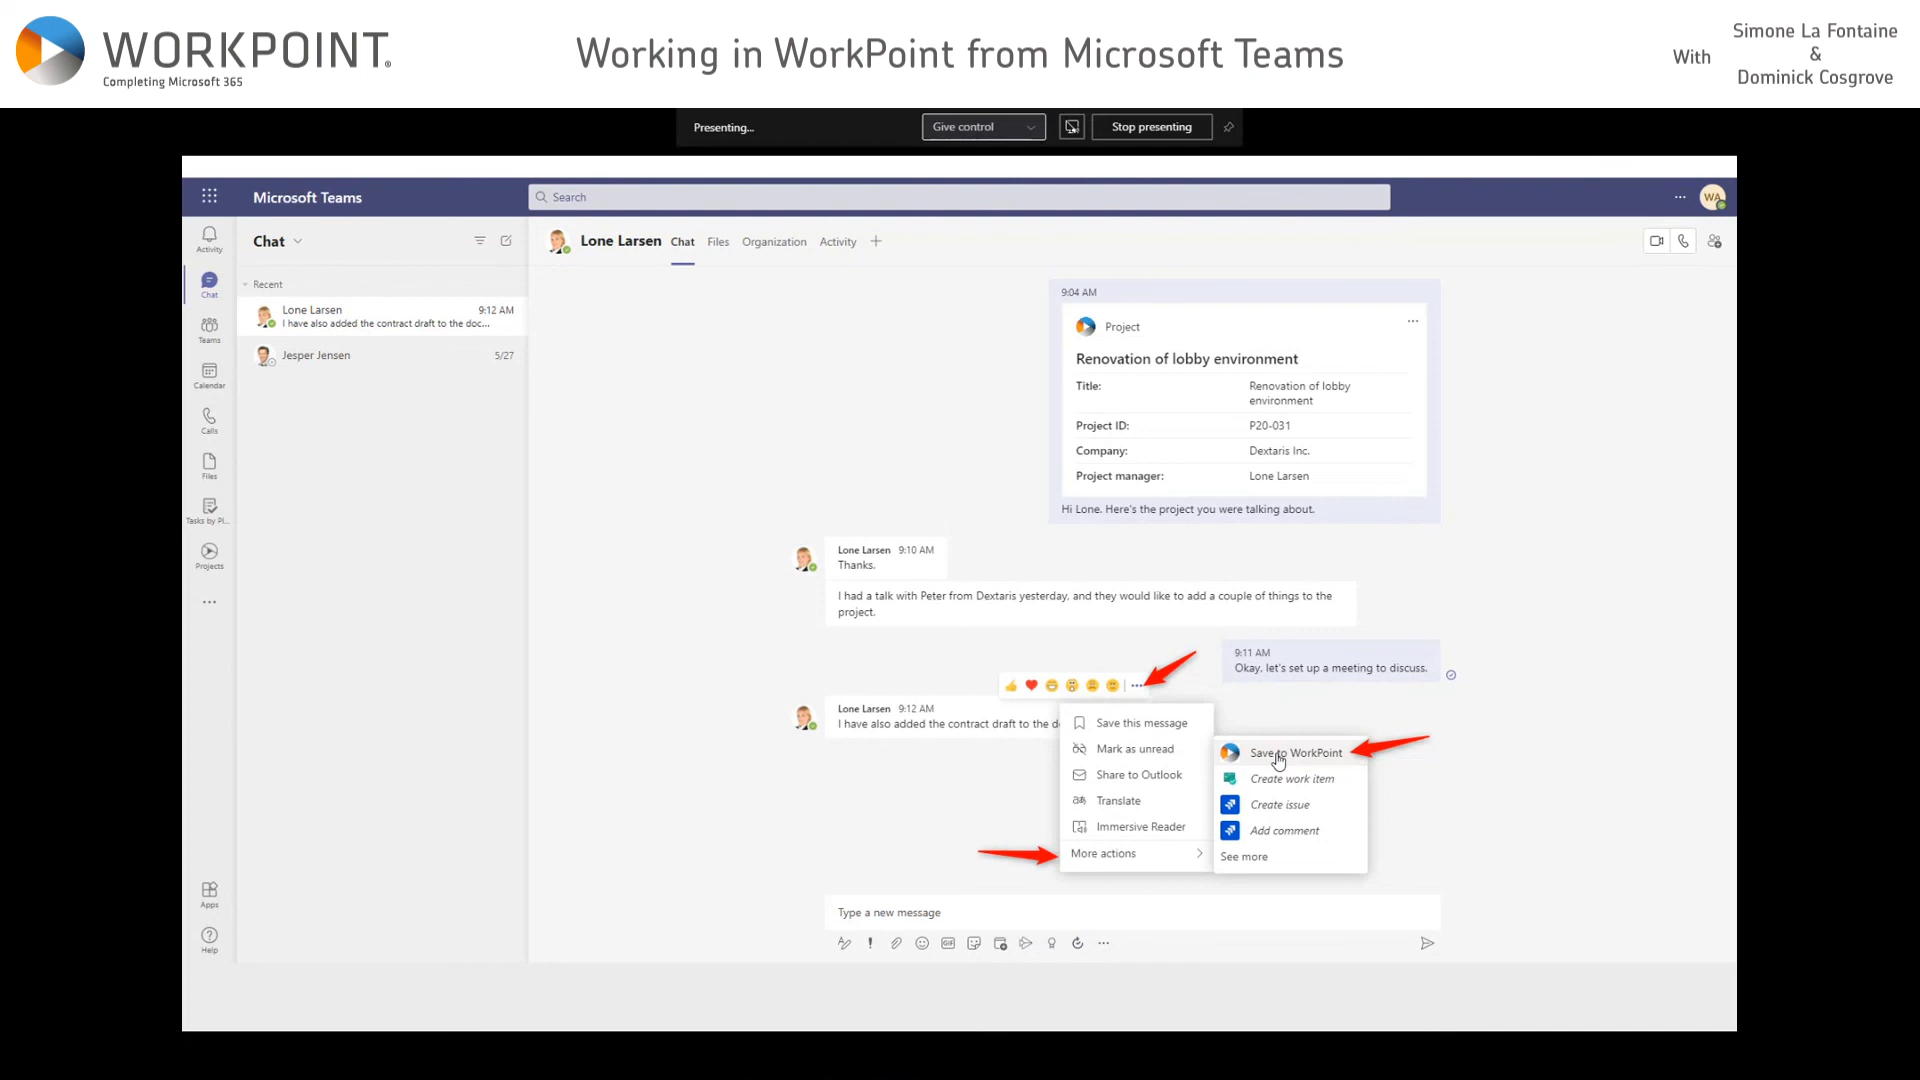 WORKPOINT.
Completing Microsoft 365
Working in WorkPoint from Microsoft Teams
With
Simone La Fontaine
&
Dominick Cosgrove
Presenting...
Give control
Stop presenting
Microsoft Teams
Search
WA
Activity
Chat
Teams
Calendar
Calls
Files
Tasks by Pl...
Projects
Apps
Help
Chat
Recent
Lone Larsen 9:12 AM
I have also added the contract draft to the doc...
Jesper Jensen 5/27
Lone Larsen Chat Files Organization Activity
9:04 AM
Project
Renovation of lobby environment
Title: Renovation of lobby
environment
Project ID: P20-031
Company: Dextaris Inc.
Project manager: Lone Larsen
Hi Lone. Here's the project you were talking about.
Lone Larsen 9:10 AM
Thanks.
I had a talk with Peter from Dextaris yesterday, and they would like to add a couple of things to the
project.
9:11 AM
Okay, let's set up a meeting to discuss.
Lone Larsen 9:12 AM
I have also added the contract draft to the d
Save this message
Mark as unread
Share to Outlook
Translate
Immersive Reader
More actions
Save to WorkPoint
Create work item
Create issue
Add comment
See more
Type a new message
GIF